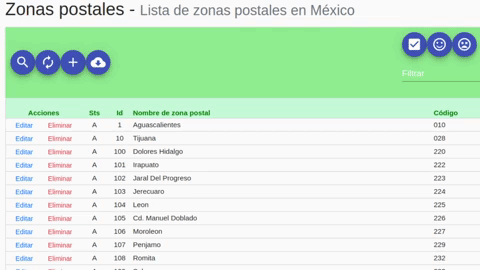 Zonas postales - Lista de zonas postales en México
Filtrar
Acciones Sts Id Nombre de zona postal Código
Editar Eliminar A 1 Aguascalientes 010
Editar Eliminar A 10 Tijuana 028
Editar Eliminar A 100 Dolores Hidalgo 220
Editar Eliminar A 101 Irapuato 222
Editar Eliminar A 102 Jaral Del Progreso 223
Editar Eliminar A 103 Jerecuaro 224
Editar Eliminar A 104 Leon 225
Editar Eliminar A 105 Cd. Manuel Doblado 226
Editar Eliminar A 106 Moroleon 227
Editar Eliminar A 107 Penjamo 229
Editar Eliminar A 108 Romita 232